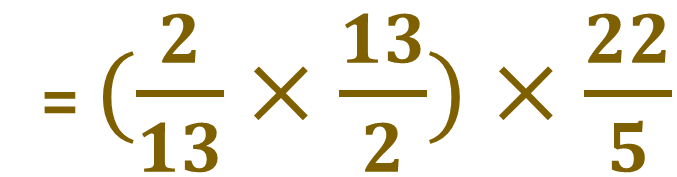 = (2/13 × 13/2) × 22/5